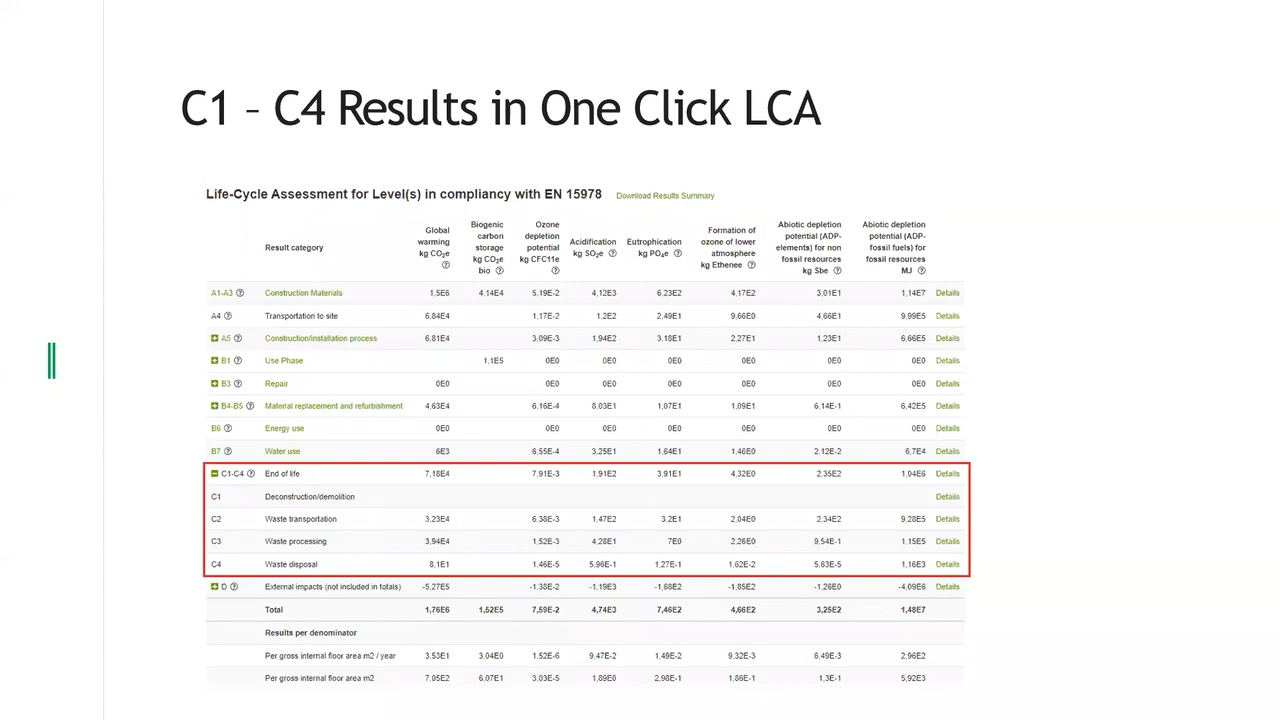 C1 – C4 Results in One Click LCA
Life-Cycle Assessment for Level(s) in compliancy with EN 15978 Download Results Summary
Result category Global warming kg CO₂e ? Biogenic carbon storage kg CO₂e bio ? Ozone depletion potential kg CFC11e ? Acidification kg SO₂e ? Eutrophication kg PO₄e ? Formation of ozone of lower atmosphere kg Ethenee ? Abiotic depletion potential (ADP-elements) for non fossil resources kg Sbe ? Abiotic depletion potential (ADP-fossil fuels) for fossil resources MJ ?
A1-A3 ? Construction Materials 1,5E6 4,14E4 5,19E-2 4,12E3 6,23E2 4,17E2 3,01E1 1,14E7 Details
A4 ? Transportation to site 6,84E4 1,17E-2 1,2E2 2,49E1 9,66E0 4,66E1 9,99E5 Details
A5 ? Construction/installation process 6,81E4 3,09E-3 1,94E2 3,18E1 2,27E1 1,23E1 6,66E5 Details
B1 ? Use Phase 1,1E5 0E0 0E0 0E0 0E0 0E0 0E0 Details
B3 ? Repair 0E0 0E0 0E0 0E0 0E0 0E0 0E0 Details
B4-B5 ? Material replacement and refurbishment 4,63E4 6,16E-4 8,03E1 1,07E1 1,09E1 6,14E-1 6,42E5 Details
B6 ? Energy use 0E0 0E0 0E0 0E0 0E0 0E0 0E0 Details
B7 ? Water use 6E3 6,55E-4 3,25E1 1,64E1 1,46E0 2,12E-2 6,7E4 Details
C1-C4 ? End of life 7,18E4 7,91E-3 1,91E2 3,91E1 4,32E0 2,35E2 1,04E6 Details
C1 Deconstruction/demolition Details
C2 Waste transportation 3,23E4 6,38E-3 1,47E2 3,2E1 2,04E0 2,34E2 9,28E5 Details
C3 Waste processing 3,94E4 1,52E-3 4,28E1 7E0 2,26E0 9,54E-1 1,15E5 Details
C4 Waste disposal 8,1E1 1,46E-5 5,96E-1 1,27E-1 1,62E-2 5,63E-5 1,16E3 Details
D ? External impacts (not included in totals) -5,27E5 -1,38E-2 -1,19E3 -1,68E2 -1,85E2 -1,26E0 -4,09E6 Details
Total 1,76E6 1,52E5 7,59E-2 4,74E3 7,46E2 4,66E2 3,25E2 1,48E7
Results per denominator
Per gross internal floor area m2 / year 3,53E1 3,04E0 1,52E-6 9,47E-2 1,49E-2 9,32E-3 6,49E-3 2,96E2
Per gross internal floor area m2 7,05E2 6,07E1 3,03E-5 1,89E0 2,98E-1 1,86E-1 1,3E-1 5,92E3